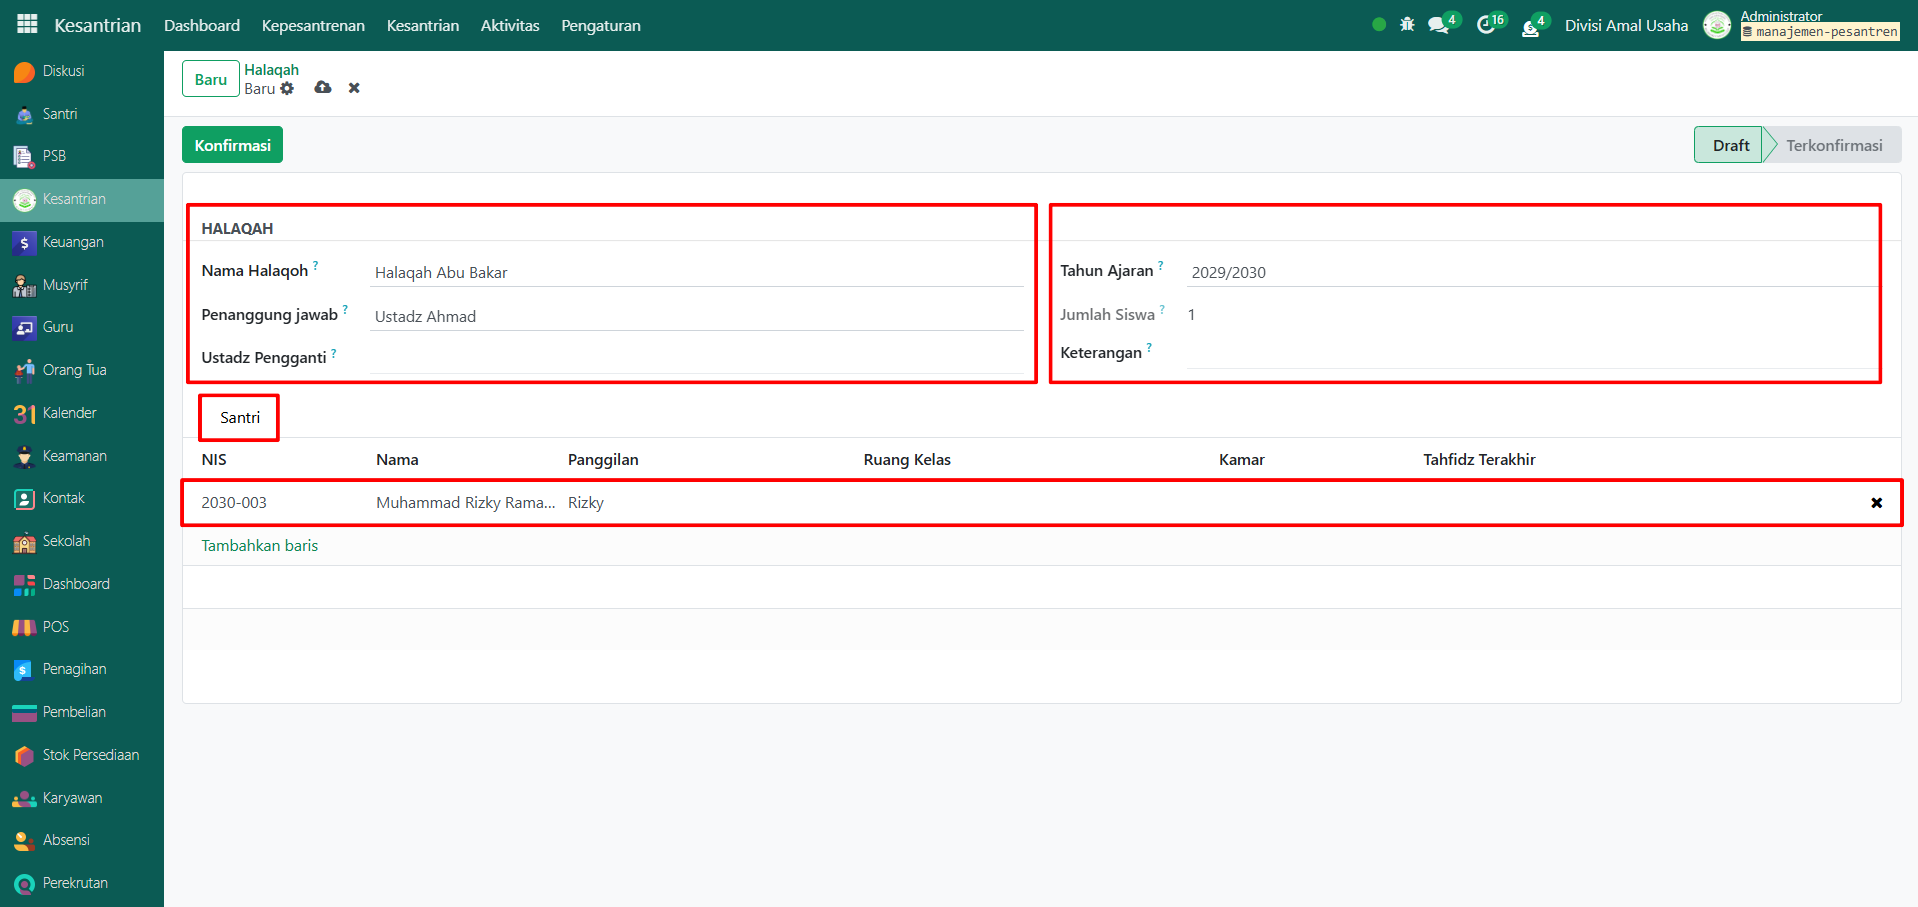 Kesantrian Dashboard Kepesantrenan Kesantrian Aktivitas Pengaturan 4 16 4 Divisi Amal Usaha Administrator
manajemen-pesantren
Diskusi
Santri
PSB
Kesantrian
Keuangan
Musyrif
Guru
Orang Tua
31 Kalender
Keamanan
Kontak
Sekolah
Dashboard
POS
Penagihan
Pembelian
Stok Persediaan
Karyawan
Absensi
Perekrutan
Baru Halaqah
Baru
Konfirmasi Draft Terkonfirmasi
HALAQAH
Nama Halaqoh ? Halaqah Abu Bakar
Penanggung jawab ? Ustadz Ahmad
Ustadz Pengganti ?
Tahun Ajaran ? 2029/2030
Jumlah Siswa ? 1
Keterangan ?
Santri
NIS Nama Panggilan Ruang Kelas Kamar Tahfidz Terakhir
2030-003 Muhammad Rizky Rama... Rizky
Tambahkan baris